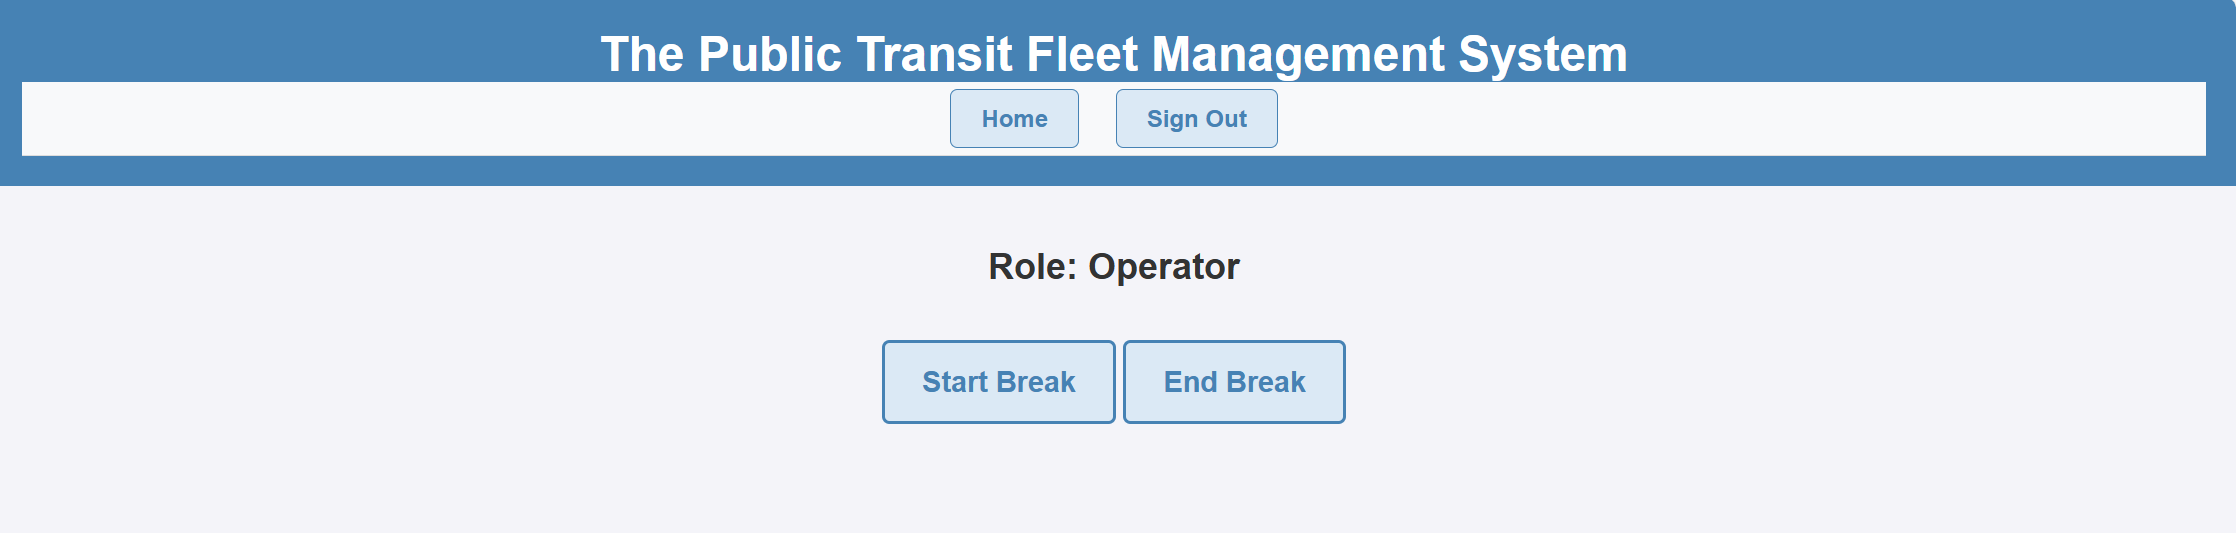 The Public Transit Fleet Management System
Home Sign Out
Role: Operator
Start Break End Break